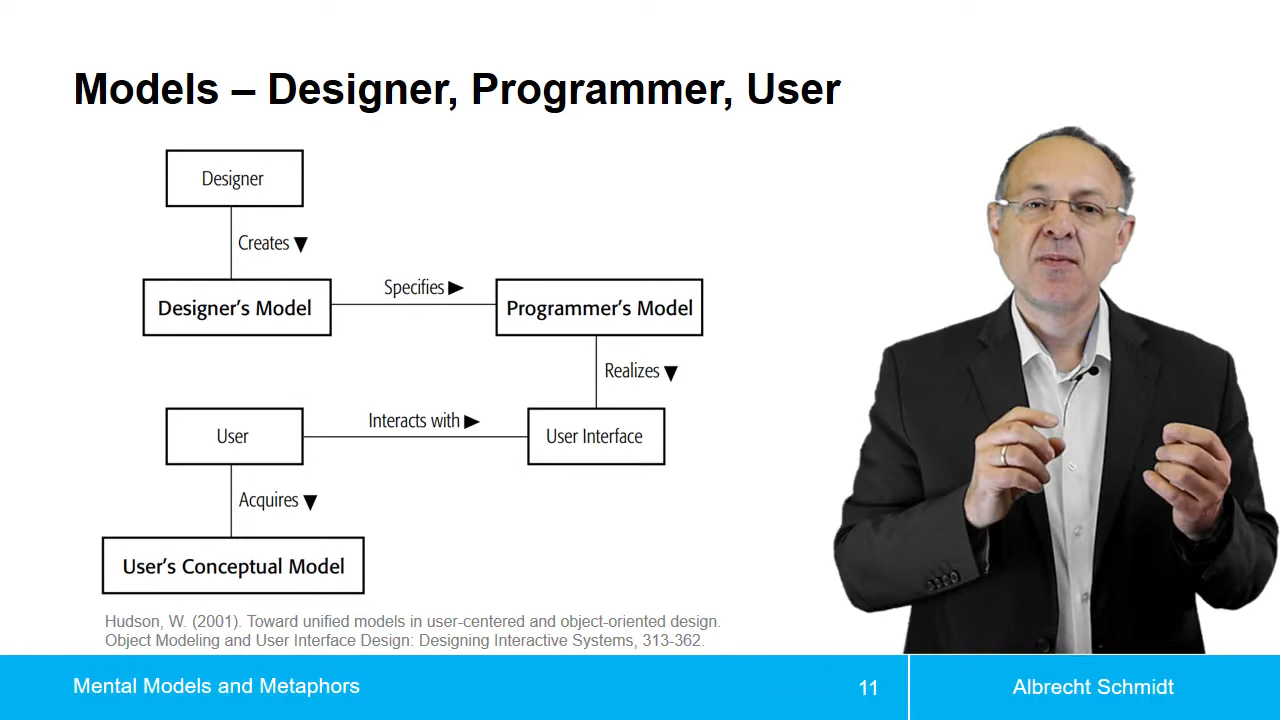 Models – Designer, Programmer, User
Designer
Creates ▼
Designer's Model
Specifies ►
Programmer's Model
Realizes ▼
User
Interacts with ►
User Interface
Acquires ▼
User's Conceptual Model
Hudson, W. (2001). Toward unified models in user-centered and object-oriented design.
Object Modeling and User Interface Design: Designing Interactive Systems, 313-362.
Mental Models and Metaphors
11
Albrecht Schmidt